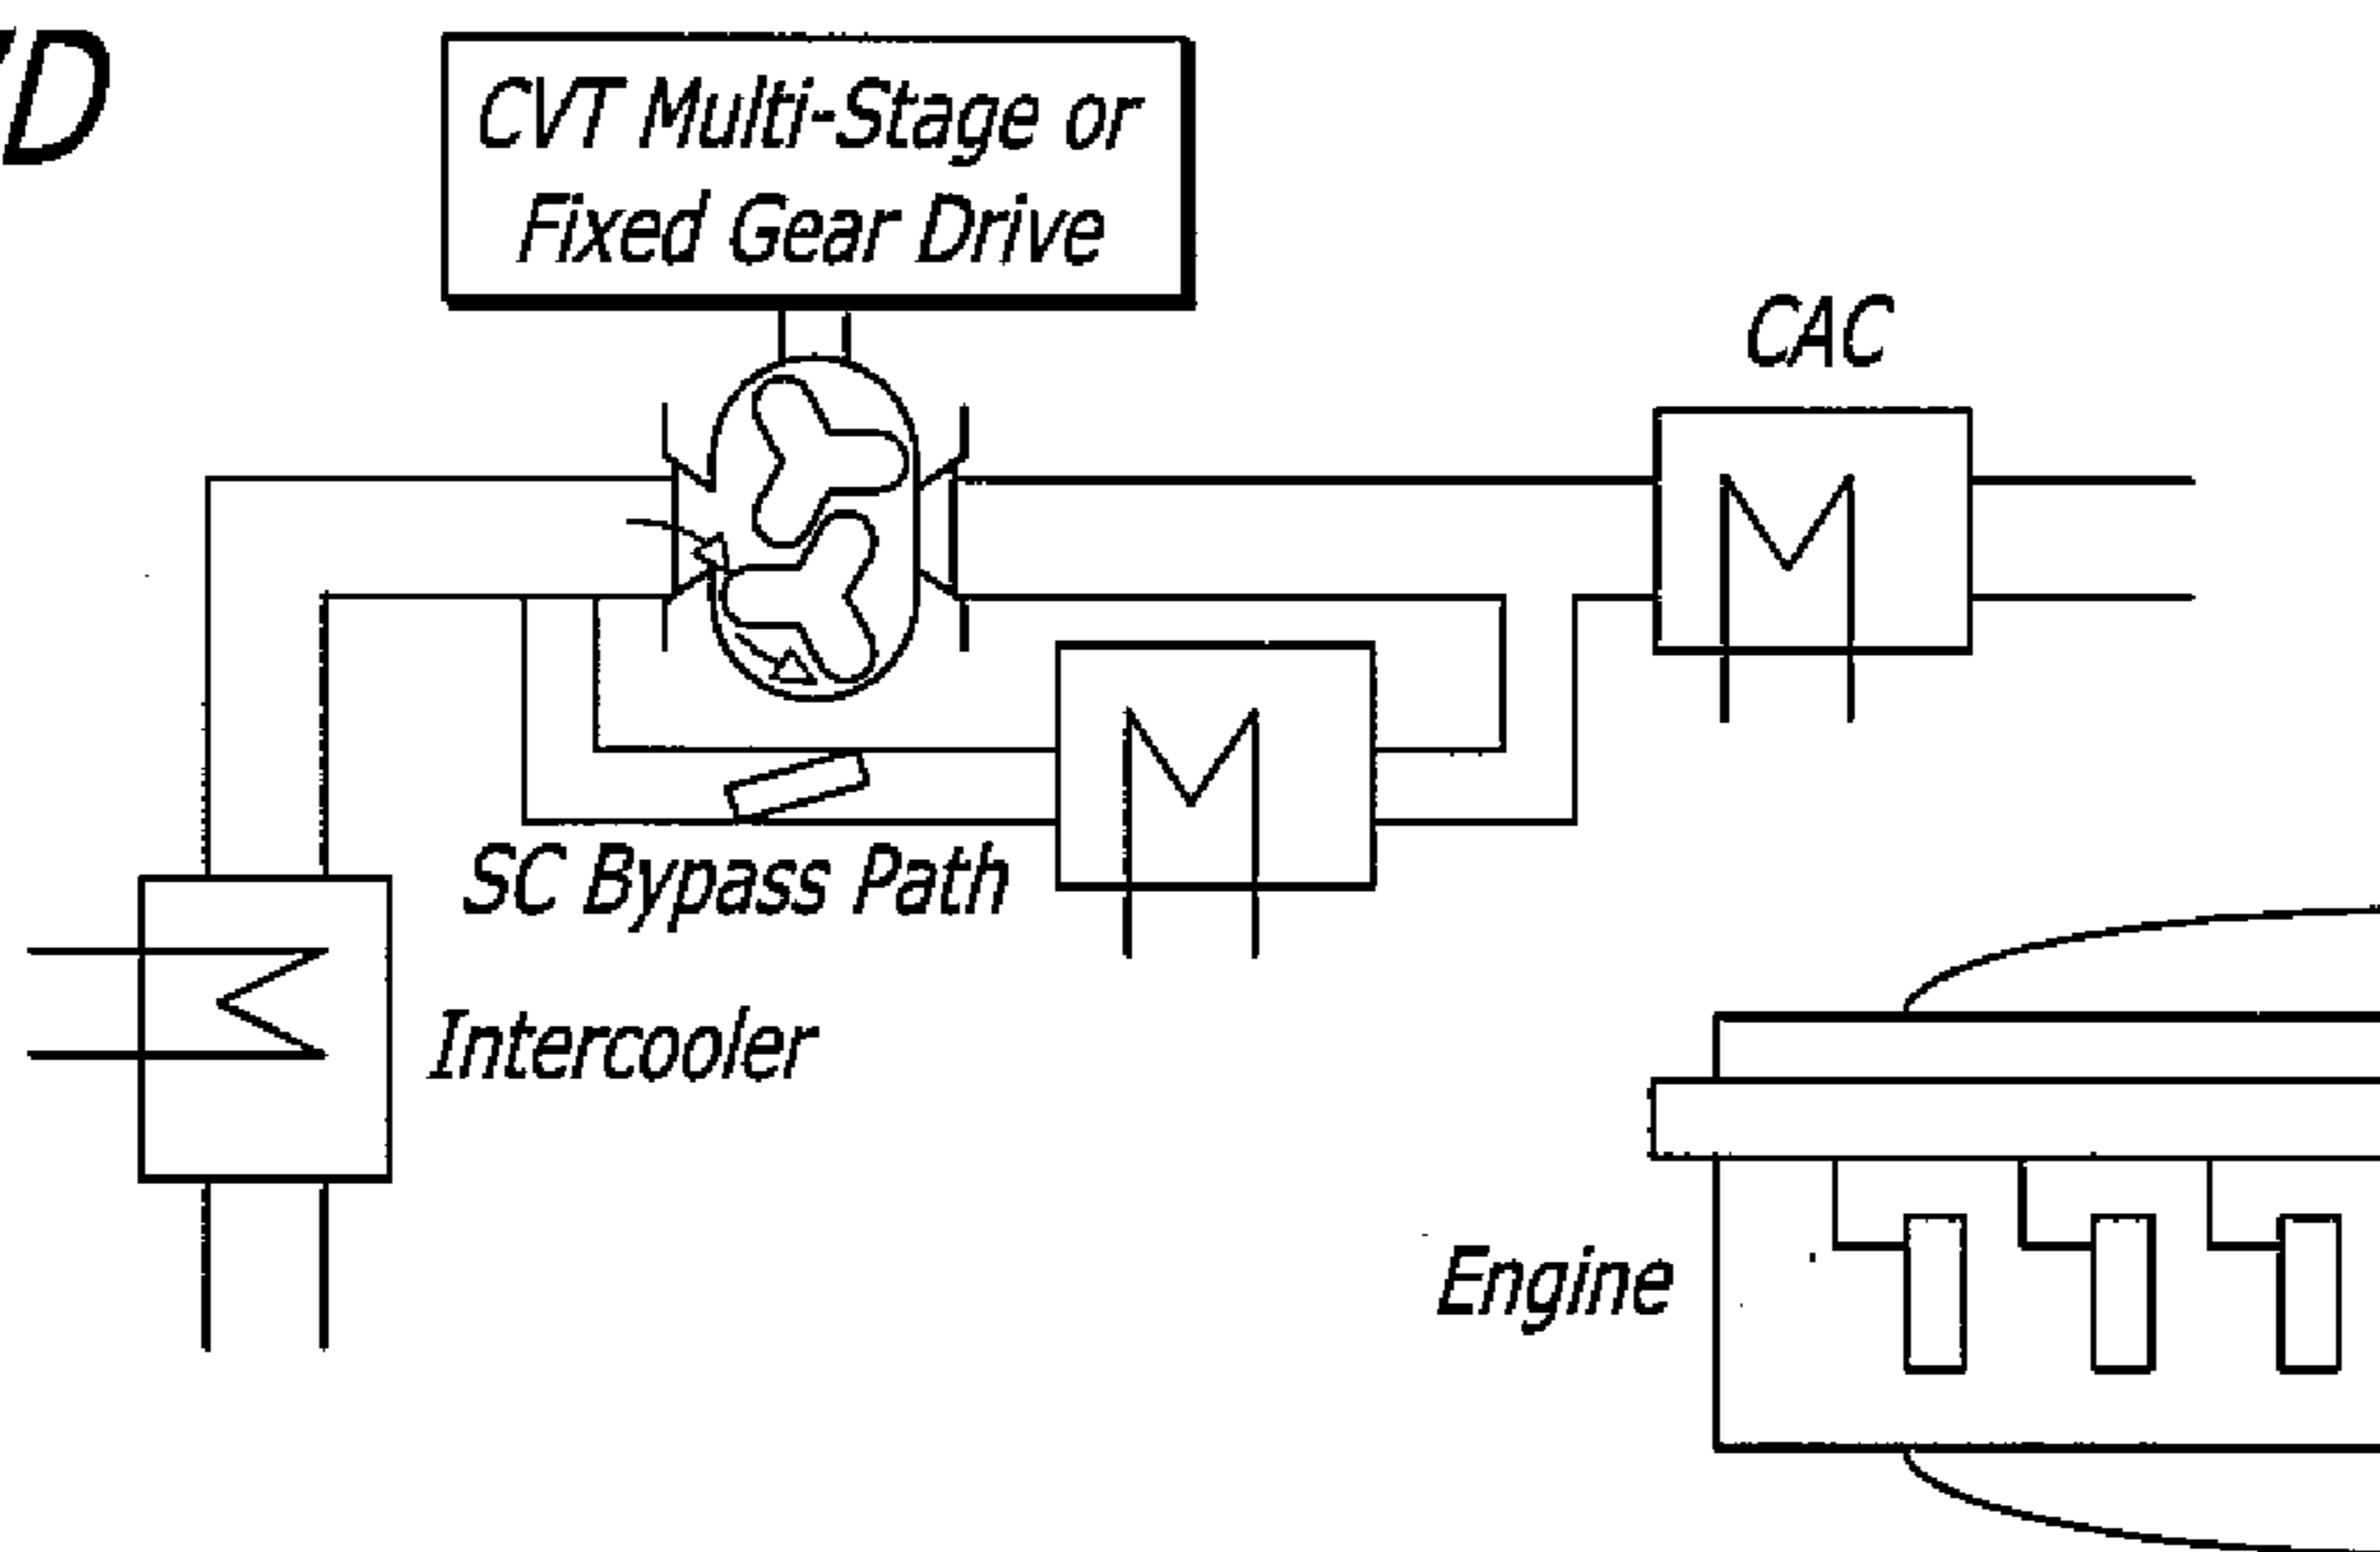 D
CVT Multi-Stage or
Fixed Gear Drive
CAC
SC Bypass Path
Intercooler
Engine